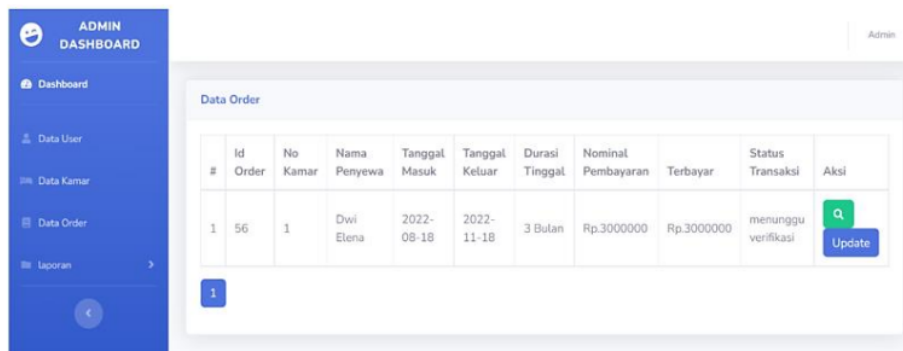 ADMIN
DASHBOARD
Admin
Dashboard
Data User
Data Kamar
Data Order
laporan
Data Order
# Id Order No Kamar Nama Penyewa Tanggal Masuk Tanggal Keluar Durasi Tinggal Nominal Pembayaran Terbayar Status Transaksi Aksi
1 56 1 Dwi Elena 2022-08-18 2022-11-18 3 Bulan Rp.3000000 Rp.3000000 menunggu verifikasi Update
1